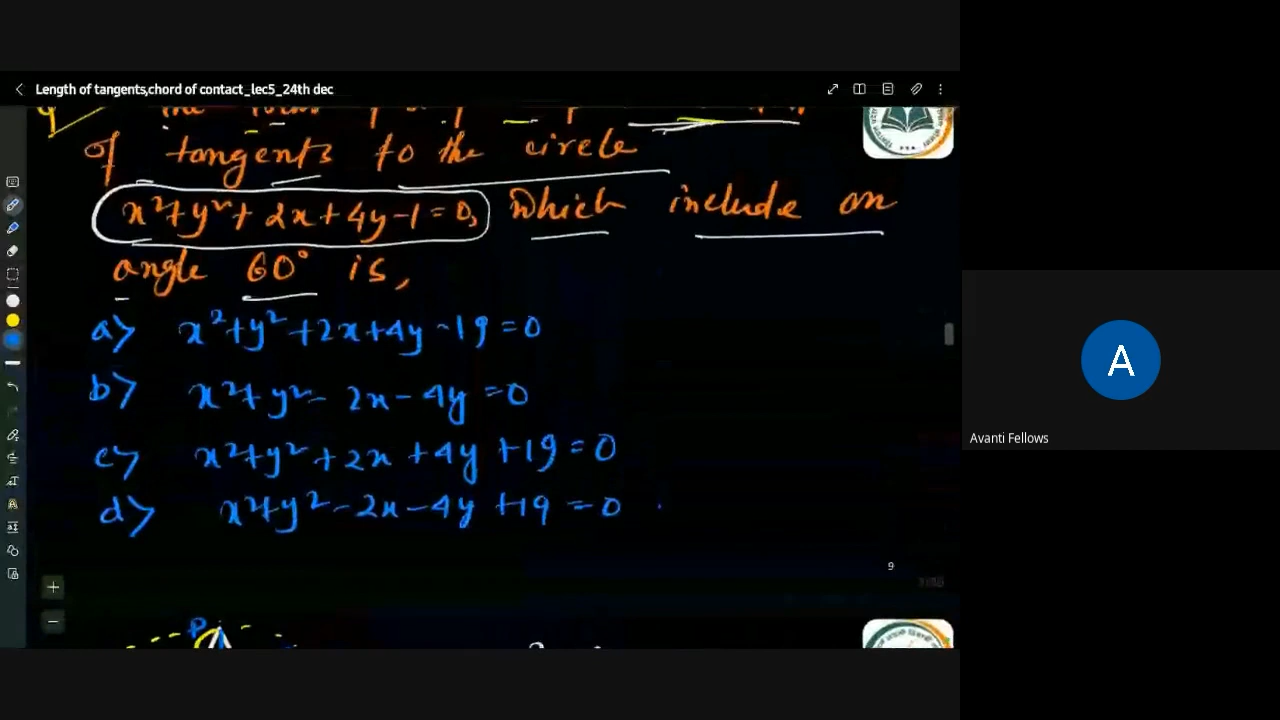 Length of tangents,chord of contact_lec5_24th dec
of tangents to the circle
x²+y²+2x+4y-1=0, which include an
angle 60° is,
a> x²+y²+2x+4y-19=0
b> x²+y²-2x-4y=0
c> x²+y²+2x+4y+19=0
d> x²+y²-2x-4y+19=0
9
P
A
Avanti Fellows